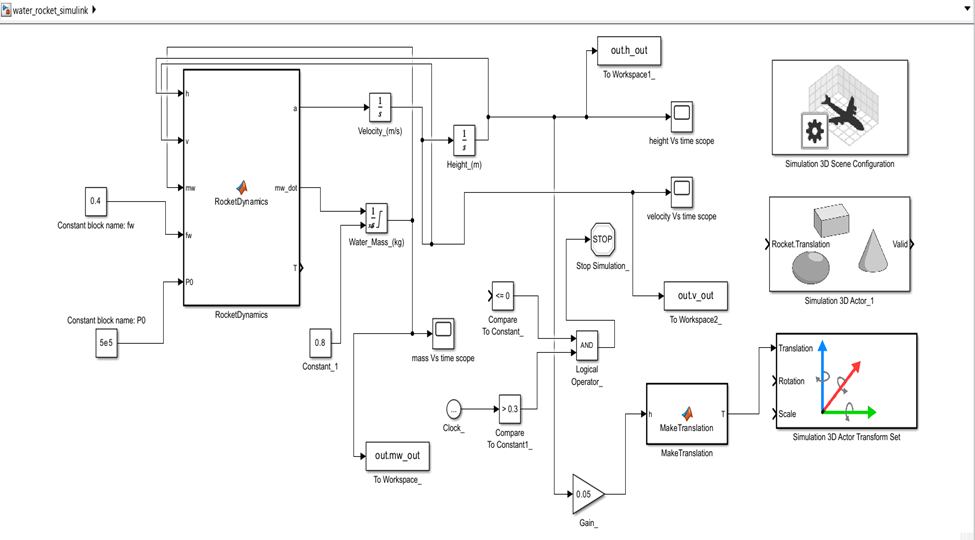 water_rocket_simulink
out.h_out
To Workspace1_
h
v
mw
fw
P0
a
mw_dot
T
RocketDynamics
RocketDynamics
0.4
Constant block name: fw
Constant block name: P0
5e5
1
s
Velocity_(m/s)
1
s
Height_(m)
1
Water_Mass_(kg)
0.8
Constant_1
height Vs time scope
velocity Vs time scope
STOP
Stop Simulation_
out.v_out
To Workspace2_
<= 0
Compare
To Constant_
AND
Logical
Operator_
mass Vs time scope
...
Clock_
> 0.3
Compare
To Constant1_
out.mw_out
To Workspace_
0.05
Gain_
h
T
MakeTranslation
MakeTranslation
Simulation 3D Scene Configuration
Rocket.Translation
Valid
Simulation 3D Actor_1
Translation
Rotation
Scale
Simulation 3D Actor Transform Set